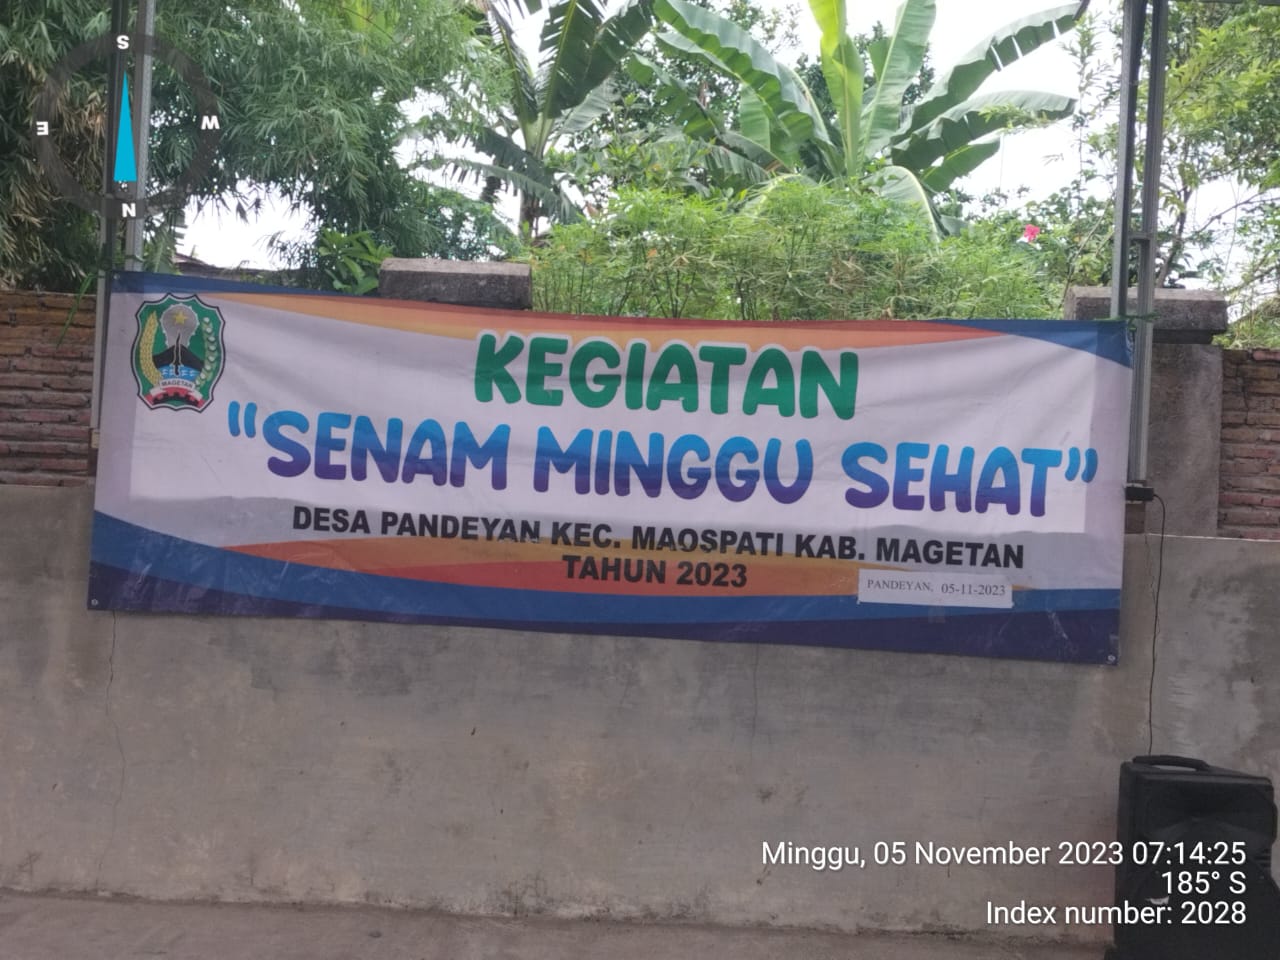 S
E
W
N
MAGETAN
KEGIATAN
"SENAM MINGGU SEHAT"
DESA PANDEYAN KEC. MAOSPATI KAB. MAGETAN
TAHUN 2023
PANDEYAN, 05-11-2023
Minggu, 05 November 2023 07:14:25
185° S
Index number: 2028